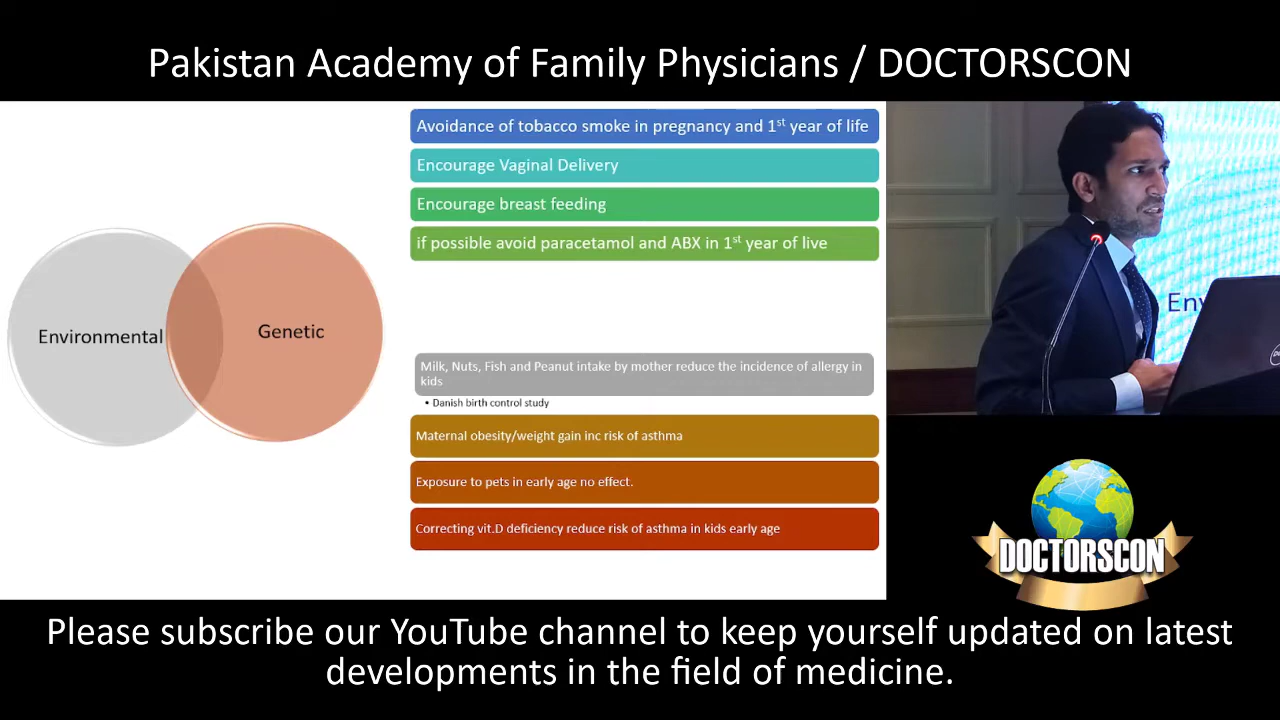 Pakistan Academy of Family Physicians / DOCTORSCON
Avoidance of tobacco smoke in pregnancy and 1st year of life
Encourage Vaginal Delivery
Encourage breast feeding
if possible avoid paracetamol and ABX in 1st year of live
Environmental
Genetic
Milk, Nuts, Fish and Peanut intake by mother reduce the incidence of allergy in
kids
• Danish birth control study
Maternal obesity/weight gain inc risk of asthma
Exposure to pets in early age no effect.
Correcting vit.D deficiency reduce risk of asthma in kids early age
DOCTORSCON
Please subscribe our YouTube channel to keep yourself updated on latest
developments in the field of medicine.